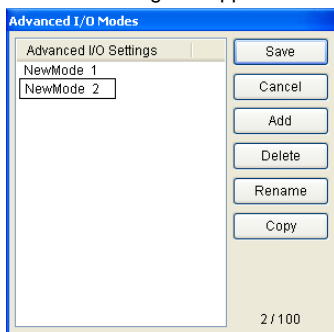 Advanced I/O Modes
Advanced I/O Settings
Save
NewMode 1
NewMode 2
Cancel
Add
Delete
Rename
Copy
2 / 100